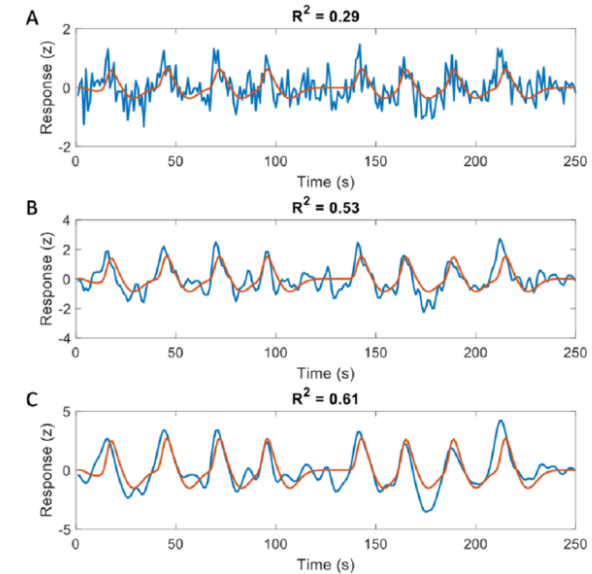 A
R² = 0.29
Response (z)
2
0
-2
0 50 100 150 200 250
Time (s)
B
R² = 0.53
Response (z)
4
2
0
-2
-4
0 50 100 150 200 250
Time (s)
C
R² = 0.61
Response (z)
5
0
-5
0 50 100 150 200 250
Time (s)